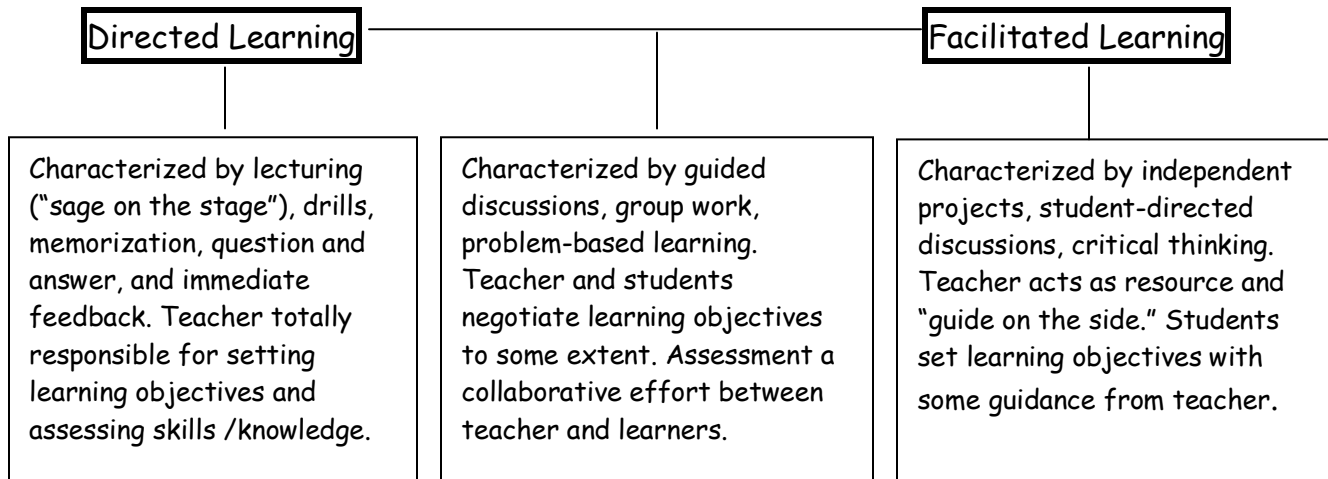 Directed Learning
Facilitated Learning
Characterized by lecturing
(“sage on the stage”), drills,
memorization, question and
answer, and immediate
feedback. Teacher totally
responsible for setting
learning objectives and
assessing skills /knowledge.
Characterized by guided
discussions, group work,
problem-based learning.
Teacher and students
negotiate learning objectives
to some extent. Assessment a
collaborative effort between
teacher and learners.
Characterized by independent
projects, student-directed
discussions, critical thinking.
Teacher acts as resource and
“guide on the side.” Students
set learning objectives with
some guidance from teacher.